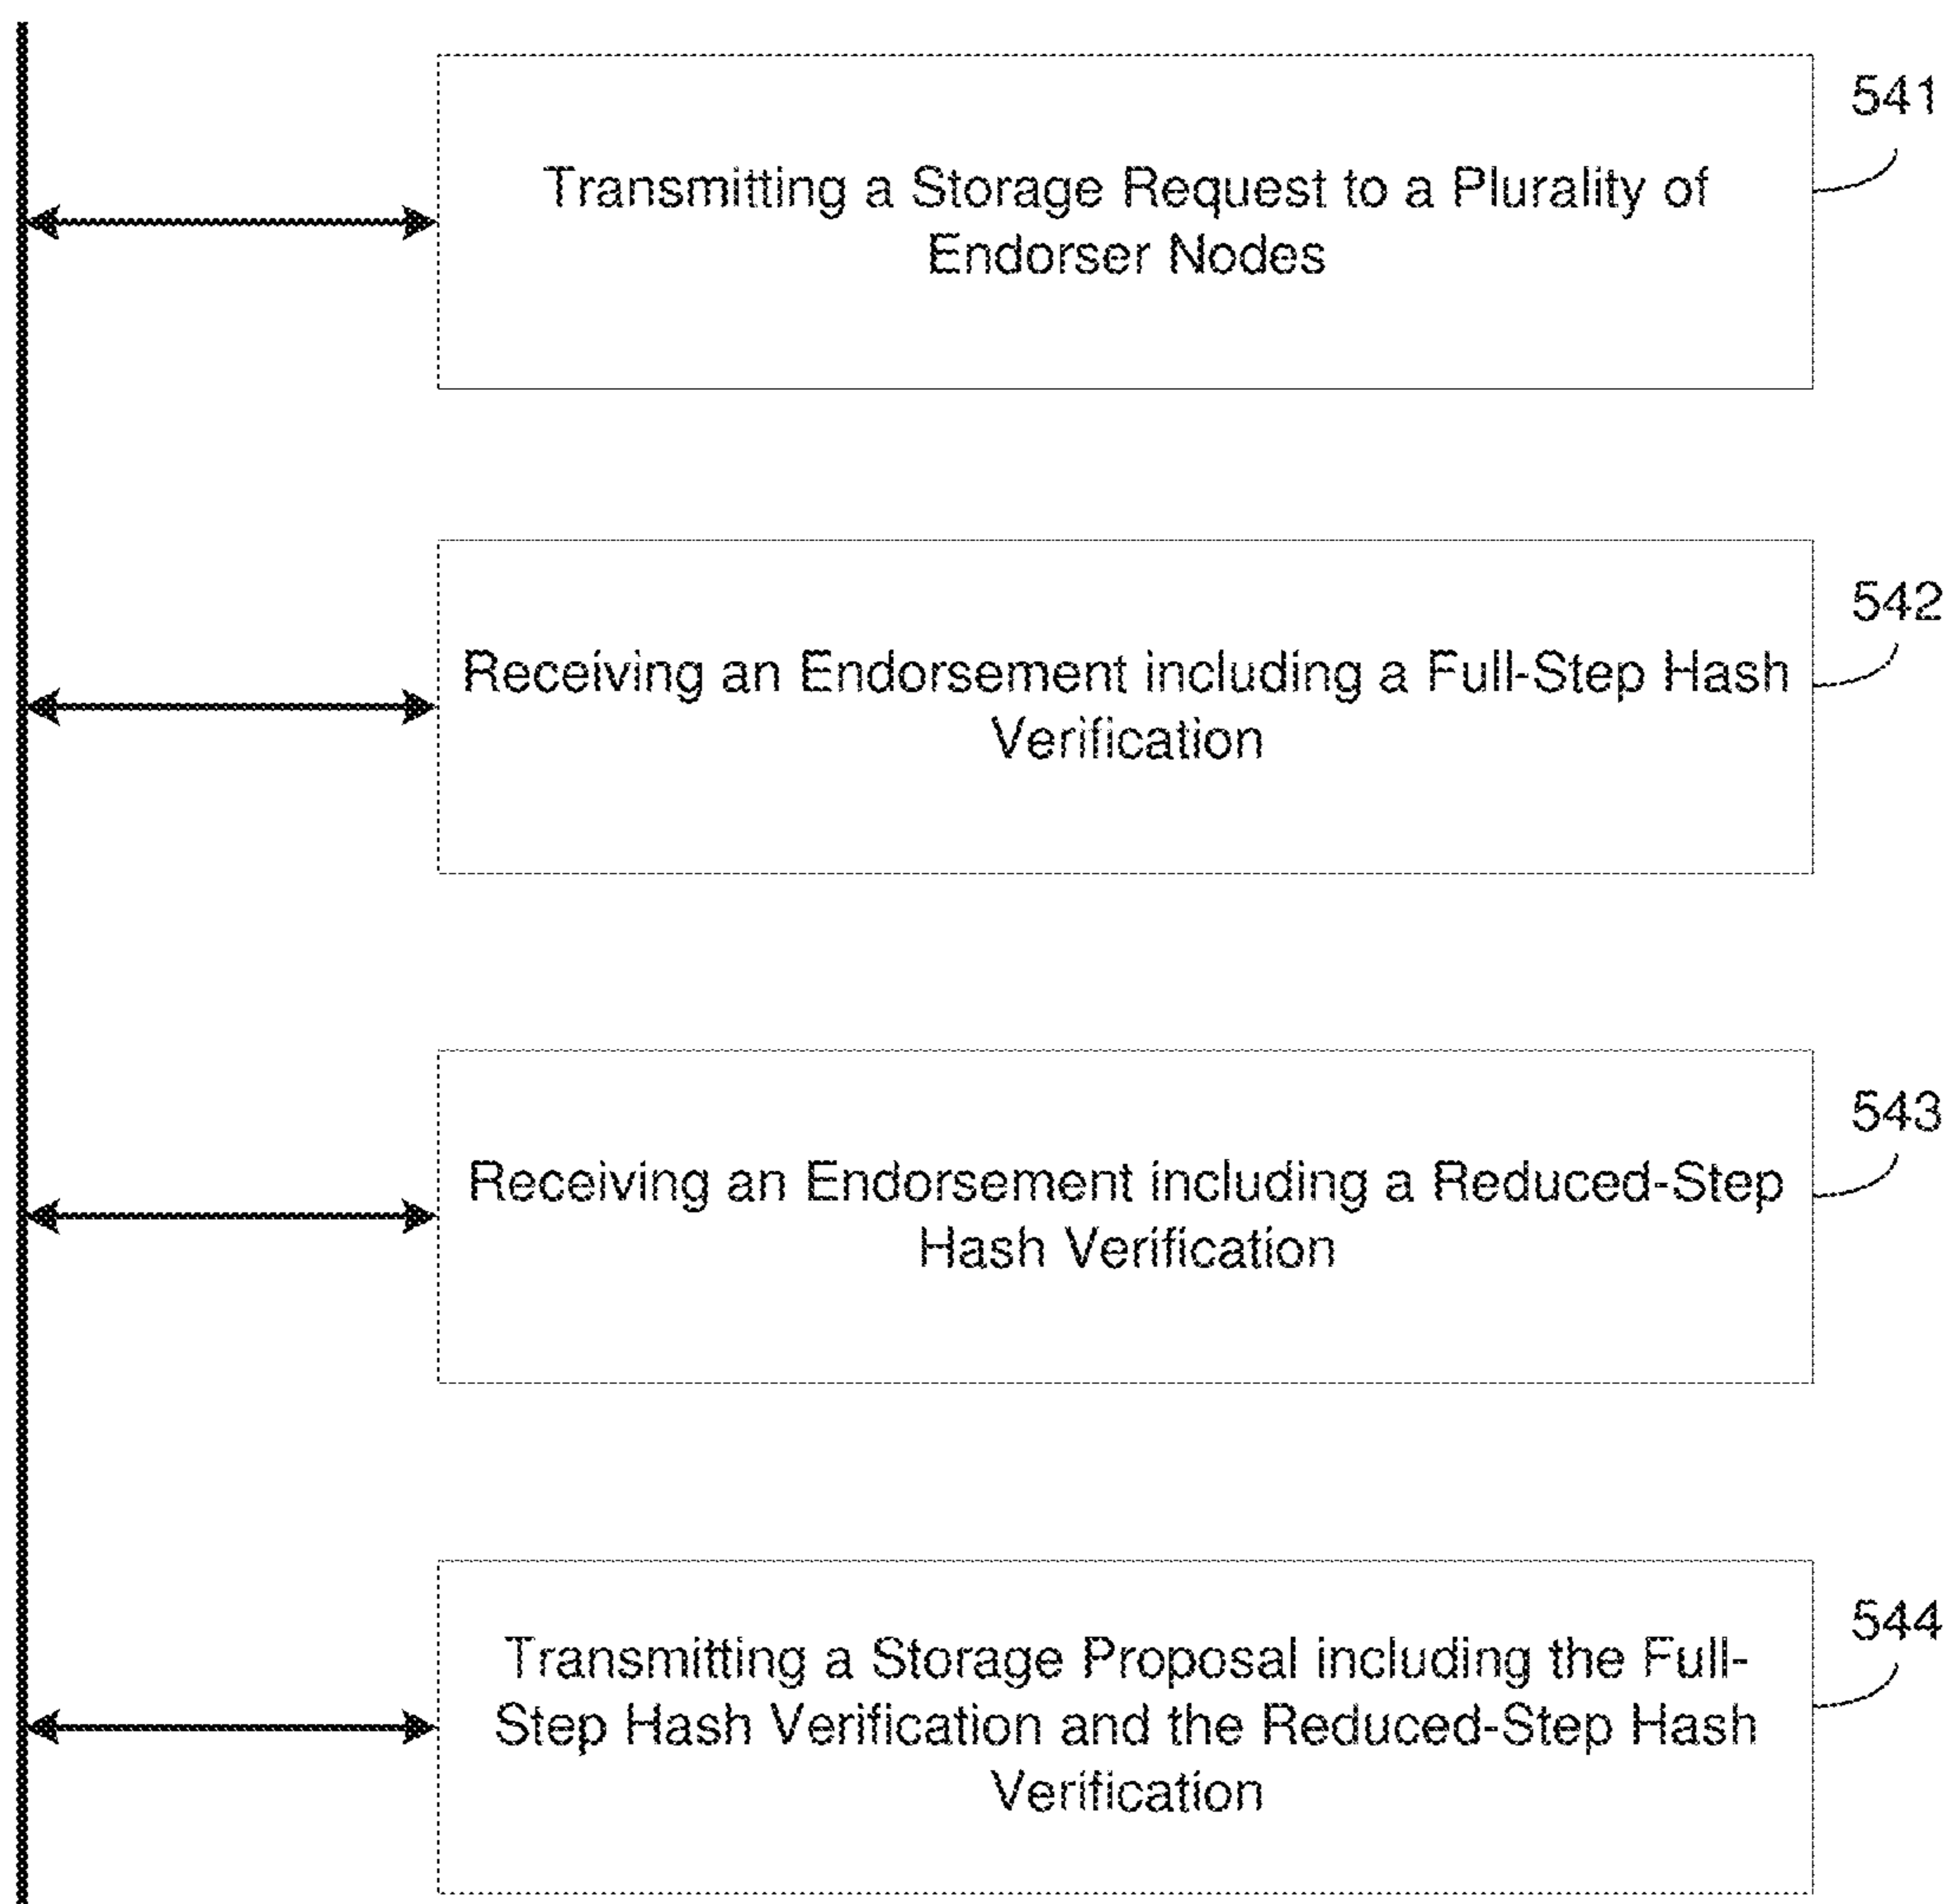 541
Transmitting a Storage Request to a Plurality of
Endorser Nodes
542
Receiving an Endorsement including a Full-Step Hash
Verification
543
Receiving an Endorsement including a Reduced-Step
Hash Verification
544
Transmitting a Storage Proposal including the Full-
Step Hash Verification and the Reduced-Step Hash
Verification